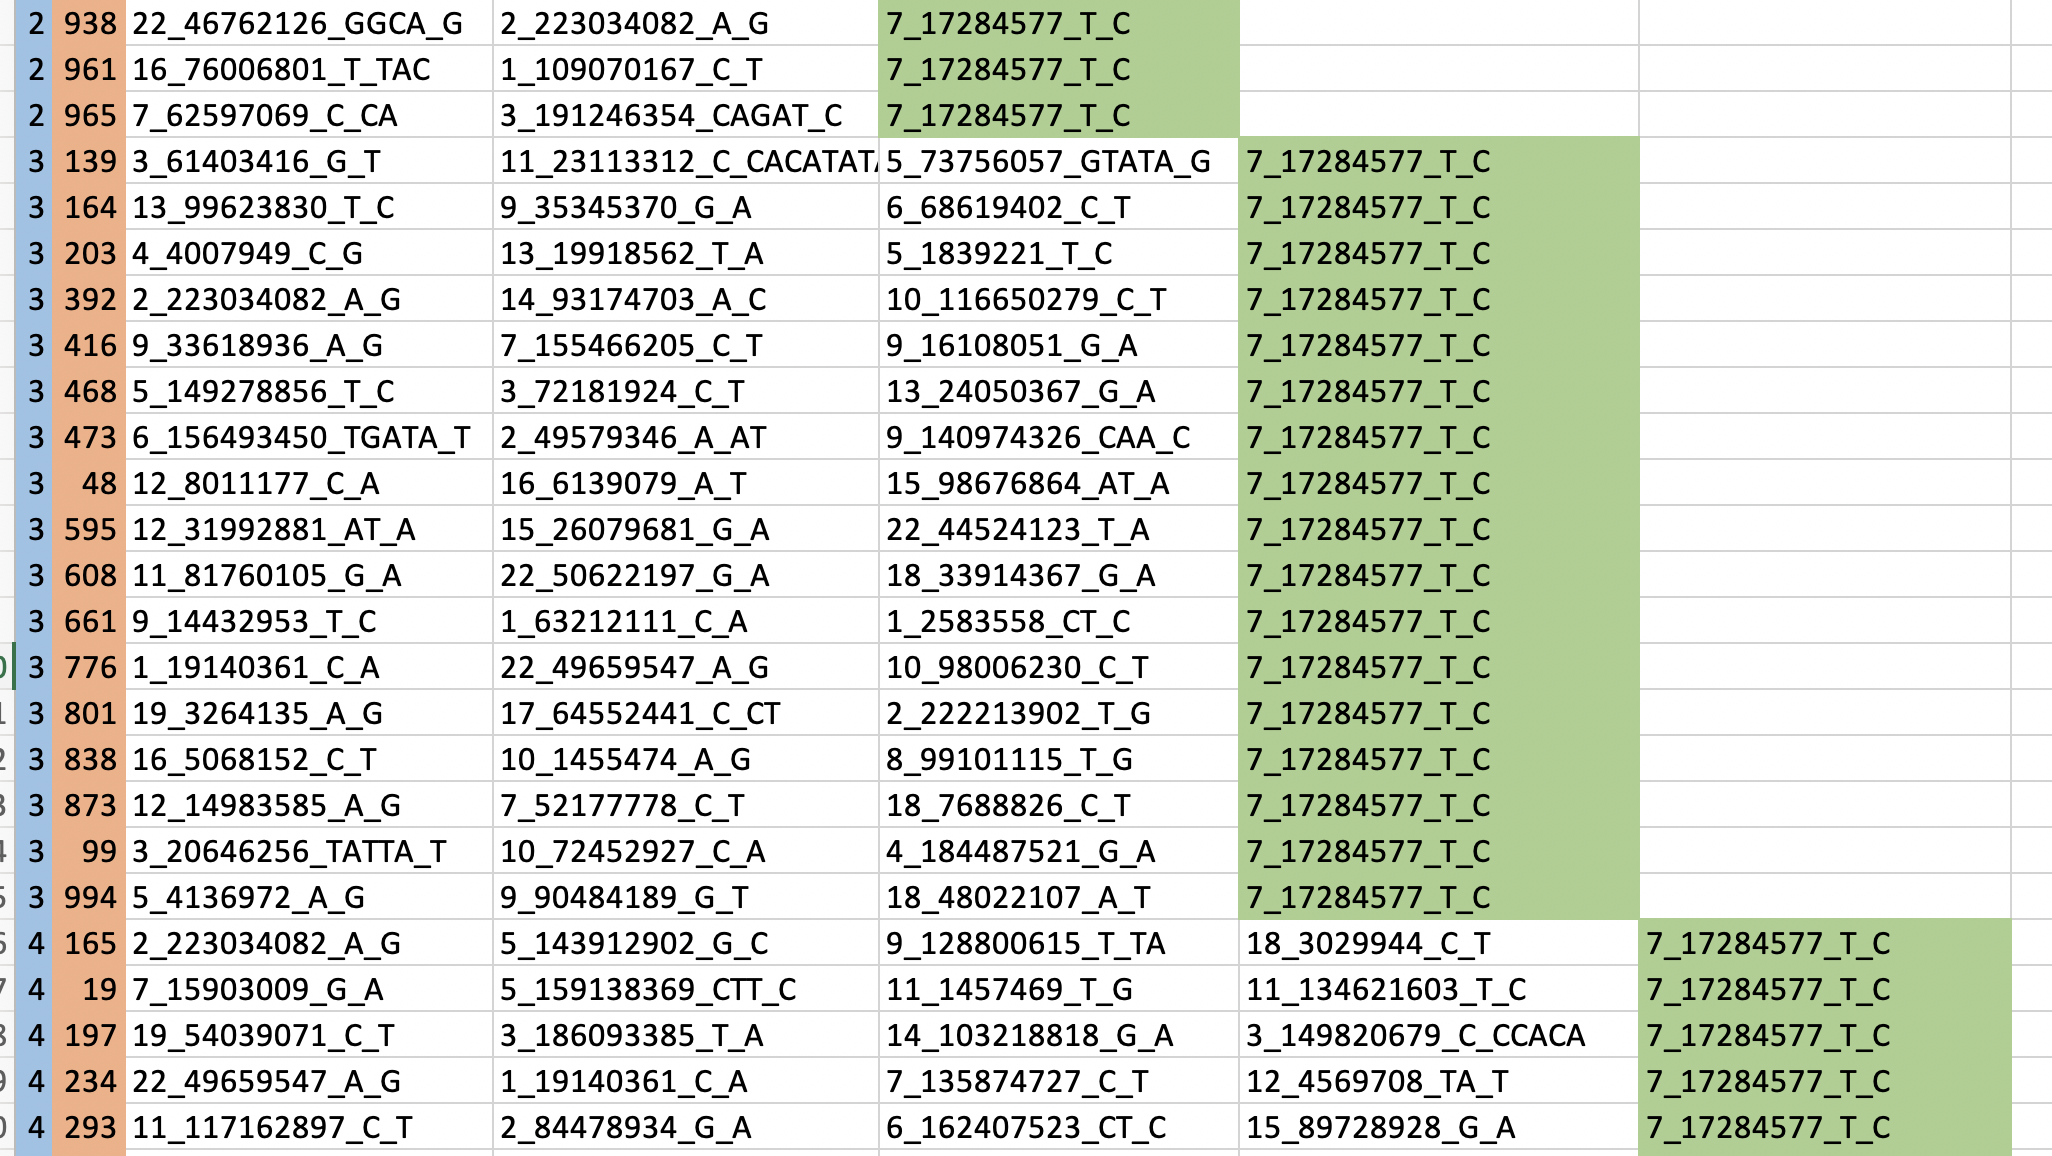 2 938 22_46762126_GGCA_G 2_223034082_A_G 7_17284577_T_C
2 961 16_76006801_T_TAC 1_109070167_C_T 7_17284577_T_C
2 965 7_62597069_C_CA 3_191246354_CAGAT_C 7_17284577_T_C
3 139 3_61403416_G_T 11_23113312_C_CACATAT 5_73756057_GTATA_G 7_17284577_T_C
3 164 13_99623830_T_C 9_35345370_G_A 6_68619402_C_T 7_17284577_T_C
3 203 4_4007949_C_G 13_19918562_T_A 5_1839221_T_C 7_17284577_T_C
3 392 2_223034082_A_G 14_93174703_A_C 10_116650279_C_T 7_17284577_T_C
3 416 9_33618936_A_G 7_155466205_C_T 9_16108051_G_A 7_17284577_T_C
3 468 5_149278856_T_C 3_72181924_C_T 13_24050367_G_A 7_17284577_T_C
3 473 6_156493450_TGATA_T 2_49579346_A_AT 9_140974326_CAA_C 7_17284577_T_C
3 48 12_8011177_C_A 16_6139079_A_T 15_98676864_AT_A 7_17284577_T_C
3 595 12_31992881_AT_A 15_26079681_G_A 22_44524123_T_A 7_17284577_T_C
3 608 11_81760105_G_A 22_50622197_G_A 18_33914367_G_A 7_17284577_T_C
3 661 9_14432953_T_C 1_63212111_C_A 1_2583558_CT_C 7_17284577_T_C
3 776 1_19140361_C_A 22_49659547_A_G 10_98006230_C_T 7_17284577_T_C
3 801 19_3264135_A_G 17_64552441_C_CT 2_222213902_T_G 7_17284577_T_C
3 838 16_5068152_C_T 10_1455474_A_G 8_99101115_T_G 7_17284577_T_C
3 873 12_14983585_A_G 7_52177778_C_T 18_7688826_C_T 7_17284577_T_C
3 99 3_20646256_TATTA_T 10_72452927_C_A 4_184487521_G_A 7_17284577_T_C
3 994 5_4136972_A_G 9_90484189_G_T 18_48022107_A_T 7_17284577_T_C
4 165 2_223034082_A_G 5_143912902_G_C 9_128800615_T_TA 18_3029944_C_T 7_17284577_T_C
4 19 7_15903009_G_A 5_159138369_CTT_C 11_1457469_T_G 11_134621603_T_C 7_17284577_T_C
4 197 19_54039071_C_T 3_186093385_T_A 14_103218818_G_A 3_149820679_C_CCACA 7_17284577_T_C
4 234 22_49659547_A_G 1_19140361_C_A 7_135874727_C_T 12_4569708_TA_T 7_17284577_T_C
4 293 11_117162897_C_T 2_84478934_G_A 6_162407523_CT_C 15_89728928_G_A 7_17284577_T_C